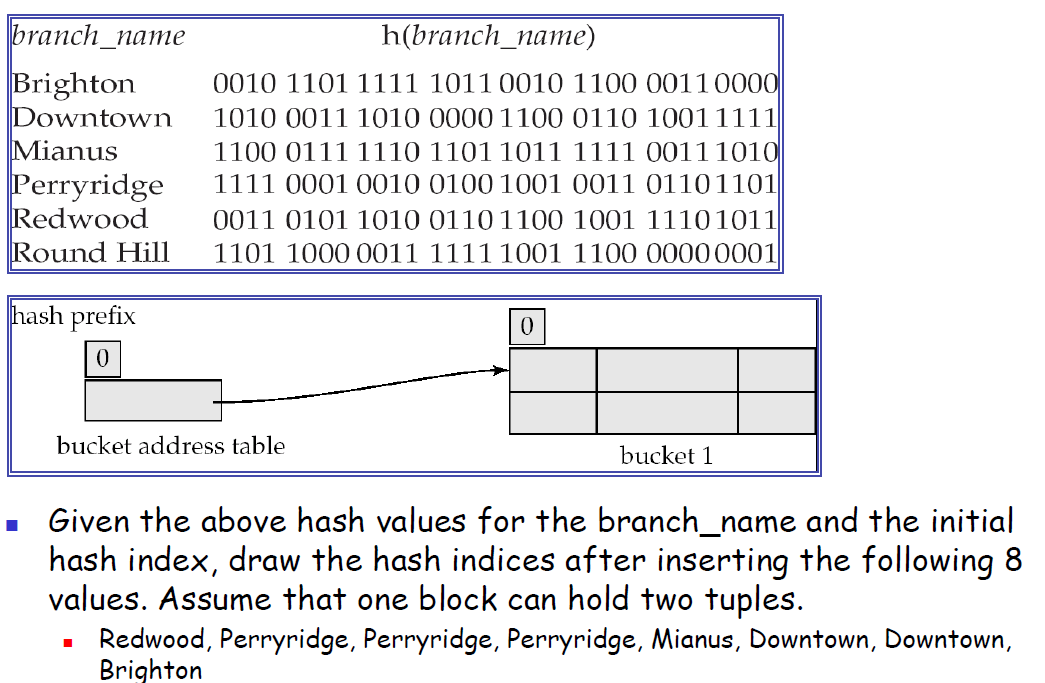 branch_name h(branch_name)
Brighton 0010 1101 1111 1011 0010 1100 0011 0000
Downtown 1010 0011 1010 0000 1100 0110 1001 1111
Mianus 1100 0111 1110 1101 1011 1111 0011 1010
Perryridge 1111 0001 0010 0100 1001 0011 0110 1101
Redwood 0011 0101 1010 0110 1100 1001 1110 1011
Round Hill 1101 1000 0011 1111 1001 1100 0000 0001
hash prefix
0
0
bucket address table
bucket 1
Given the above hash values for the branch_name and the initial
hash index, draw the hash indices after inserting the following 8
values. Assume that one block can hold two tuples.
Redwood, Perryridge, Perryridge, Perryridge, Mianus, Downtown, Downtown,
Brighton